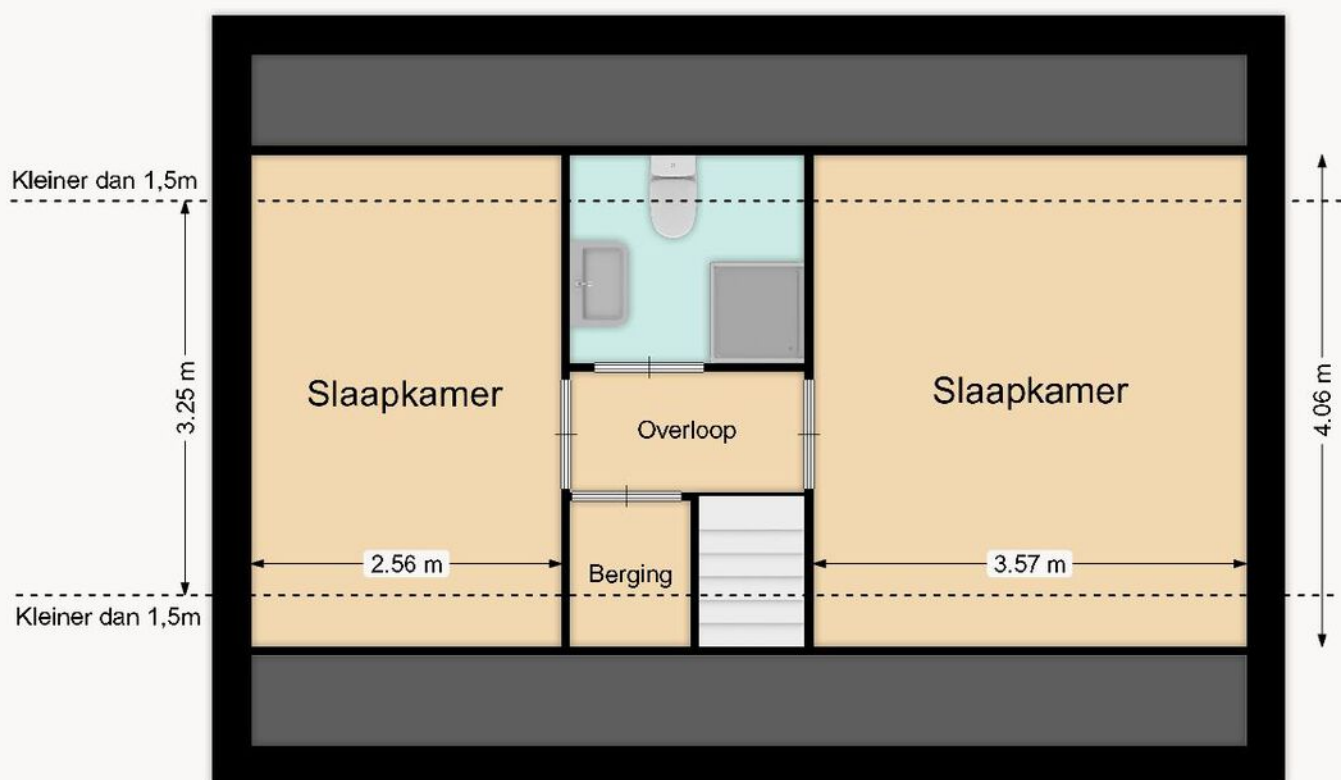 Kleiner dan 1,5m
3.25 m
4.06 m
Slaapkamer
Slaapkamer
Overloop
2.56 m
3.57 m
Berging
Kleiner dan 1,5m